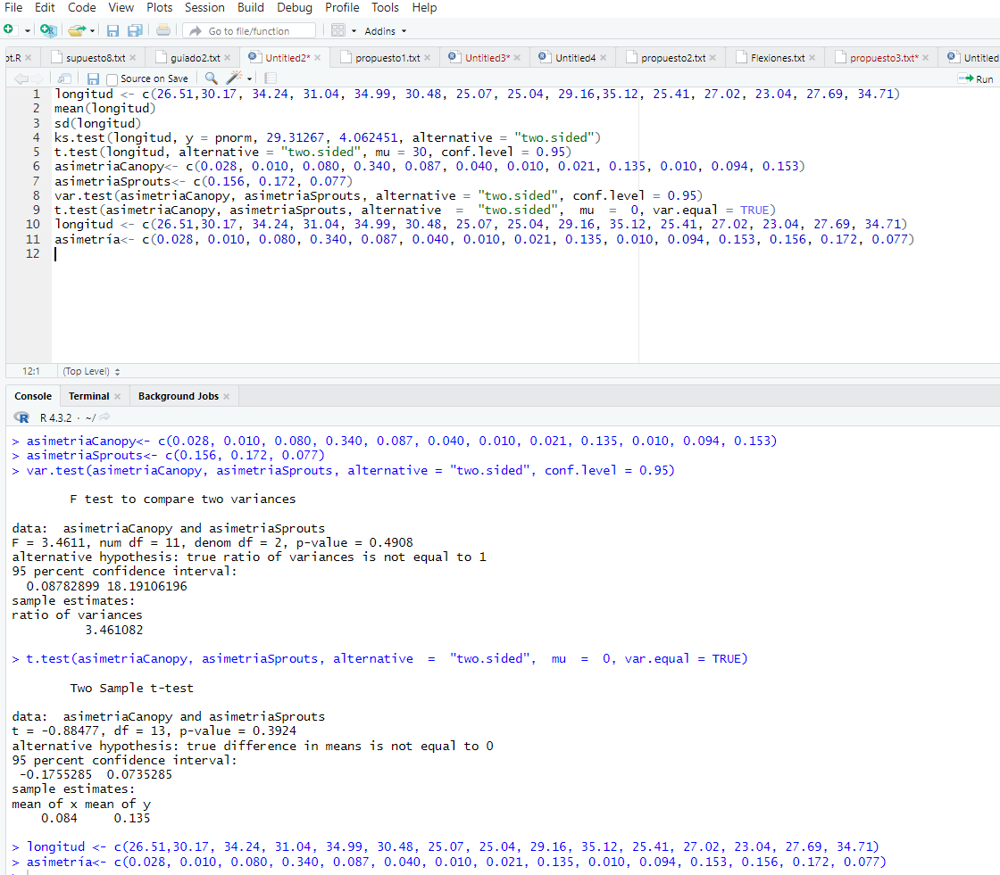 File Edit Code View Plots Session Build Debug Profile Tools Help
Go to file/function Addins
ot.R supuesto8.txt guiado2.txt Untitled2* propuesto1.txt Untitled3* Untitled4 propuesto2.txt Flexiones.txt propuesto3.txt* Untitled
Source on Save Run
1 longitud <- c(26.51,30.17, 34.24, 31.04, 34.99, 30.48, 25.07, 25.04, 29.16,35.12, 25.41, 27.02, 23.04, 27.69, 34.71)
2 mean(longitud)
3 sd(longitud)
4 ks.test(longitud, y = pnorm, 29.31267, 4.062451, alternative = "two.sided")
5 t.test(longitud, alternative = "two.sided", mu = 30, conf.level = 0.95)
6 asimetriaCanopy<- c(0.028, 0.010, 0.080, 0.340, 0.087, 0.040, 0.010, 0.021, 0.135, 0.010, 0.094, 0.153)
7 asimetriaSprouts<- c(0.156, 0.172, 0.077)
8 var.test(asimetriaCanopy, asimetriaSprouts, alternative = "two.sided", conf.level = 0.95)
9 t.test(asimetriaCanopy, asimetriaSprouts, alternative  =  "two.sided",  mu  =  0, var.equal = TRUE)
10 longitud <- c(26.51,30.17, 34.24, 31.04, 34.99, 30.48, 25.07, 25.04, 29.16, 35.12, 25.41, 27.02, 23.04, 27.69, 34.71)
11 asimetría<- c(0.028, 0.010, 0.080, 0.340, 0.087, 0.040, 0.010, 0.021, 0.135, 0.010, 0.094, 0.153, 0.156, 0.172, 0.077)
12
12:1 (Top Level)
Console Terminal Background Jobs
R R 4.3.2 · ~/
> asimetriaCanopy<- c(0.028, 0.010, 0.080, 0.340, 0.087, 0.040, 0.010, 0.021, 0.135, 0.010, 0.094, 0.153)
> asimetriaSprouts<- c(0.156, 0.172, 0.077)
> var.test(asimetriaCanopy, asimetriaSprouts, alternative = "two.sided", conf.level = 0.95)
F test to compare two variances
data:  asimetriaCanopy and asimetriaSprouts
F = 3.4611, num df = 11, denom df = 2, p-value = 0.4908
alternative hypothesis: true ratio of variances is not equal to 1
95 percent confidence interval:
0.08782899 18.19106196
sample estimates:
ratio of variances
3.461082
> t.test(asimetriaCanopy, asimetriaSprouts, alternative  =  "two.sided",  mu  =  0, var.equal = TRUE)
Two Sample t-test
data:  asimetriaCanopy and asimetriaSprouts
t = -0.88477, df = 13, p-value = 0.3924
alternative hypothesis: true difference in means is not equal to 0
95 percent confidence interval:
-0.1755285  0.0735285
sample estimates:
mean of x mean of y
0.084     0.135
> longitud <- c(26.51,30.17, 34.24, 31.04, 34.99, 30.48, 25.07, 25.04, 29.16, 35.12, 25.41, 27.02, 23.04, 27.69, 34.71)
> asimetría<- c(0.028, 0.010, 0.080, 0.340, 0.087, 0.040, 0.010, 0.021, 0.135, 0.010, 0.094, 0.153, 0.156, 0.172, 0.077)